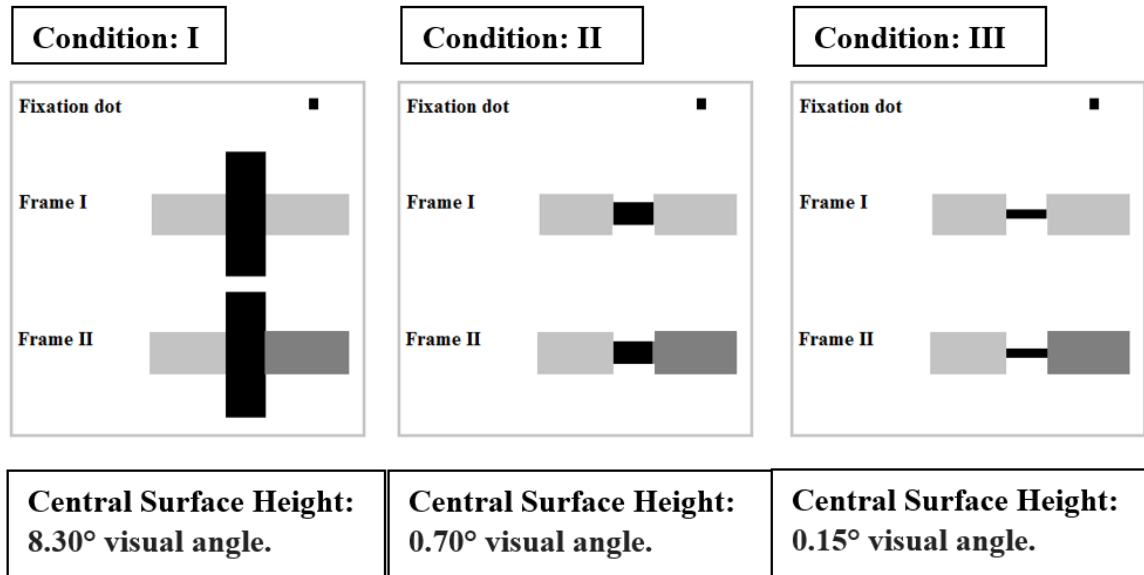 Condition: I
Condition: II
Condition: III
Fixation dot
Frame I
Frame II
Fixation dot
Frame I
Frame II
Fixation dot
Frame I
Frame II
Central Surface Height:
8.30° visual angle.
Central Surface Height:
0.70° visual angle.
Central Surface Height:
0.15° visual angle.